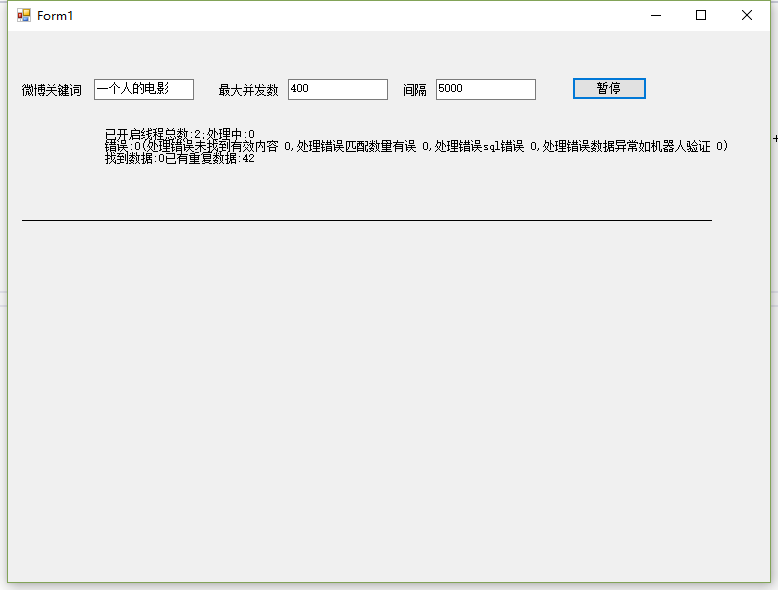 Form1
微博关键词 一个人的电影 最大并发数 400 间隔 5000 暂停
已开启线程总数:2;处理中:0
错误:0(处理错误未找到有效内容 0,处理错误匹配数量有误 0,处理错误sql错误 0,处理错误数据异常如机器人验证 0)
找到数据:0已有重复数据:42